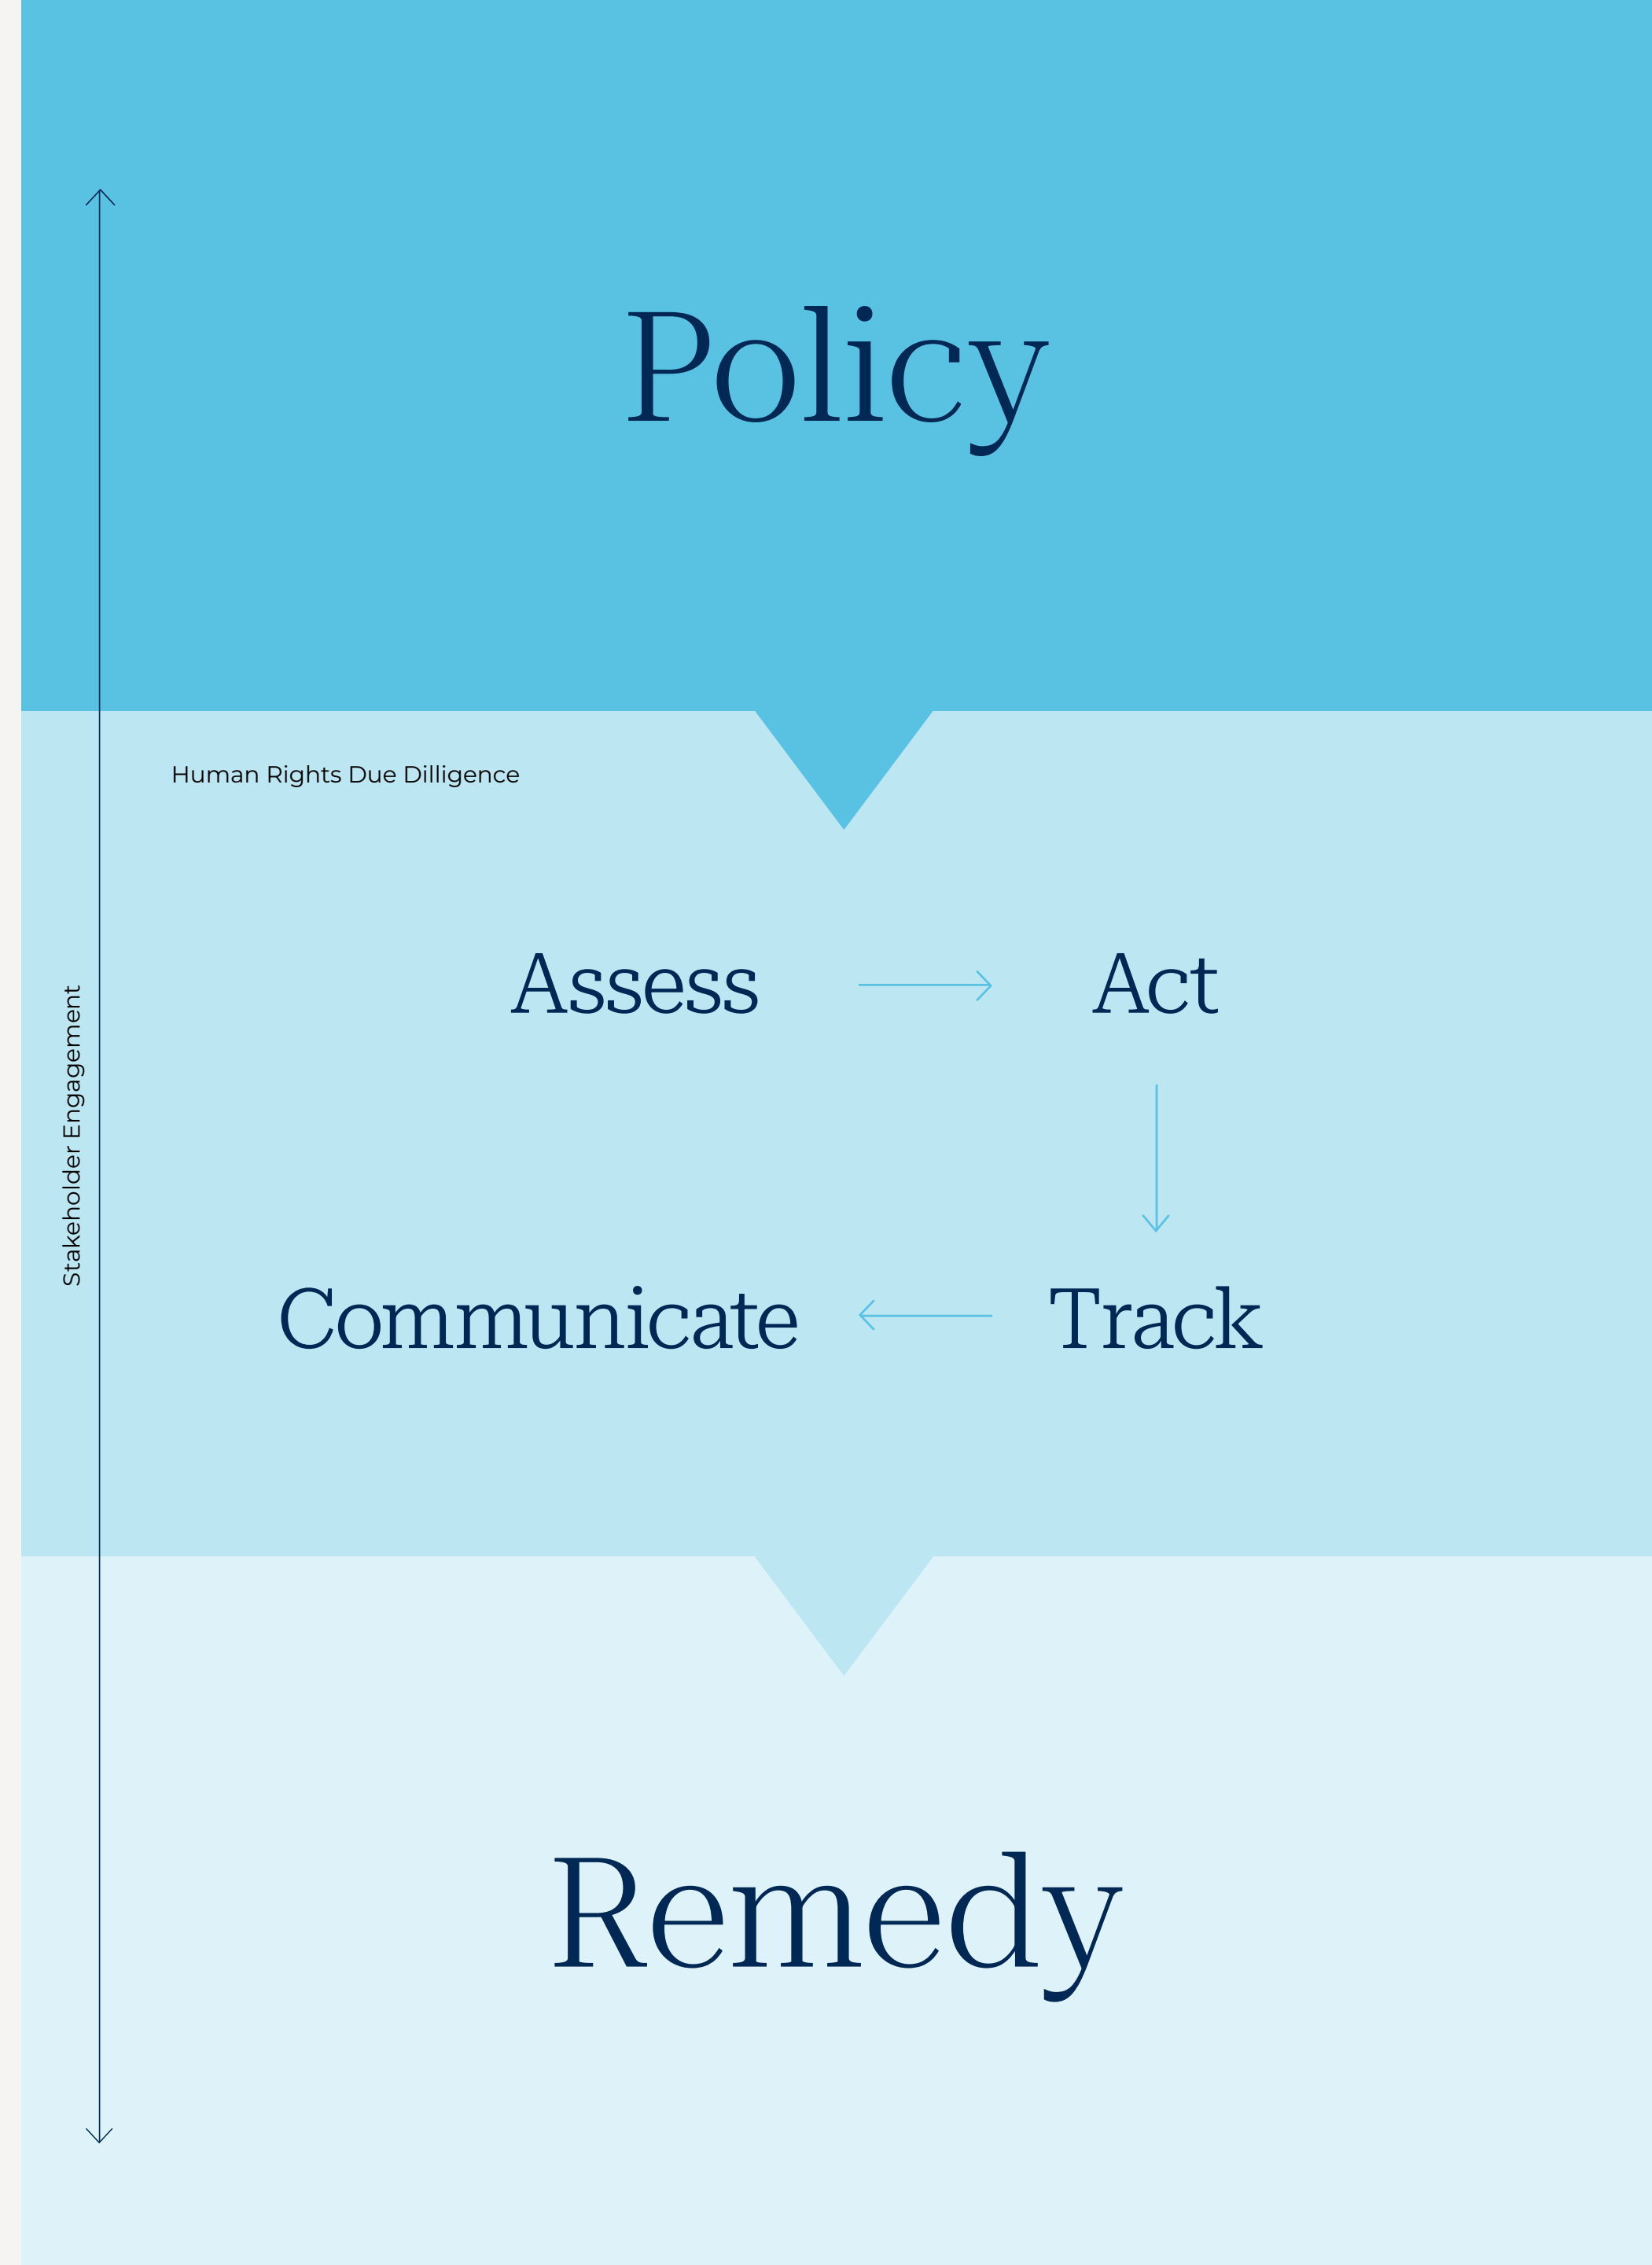 Policy
Human Rights Due Dilligence
Assess
Act
Stakeholder Engagement
Communicate
Track
Remedy